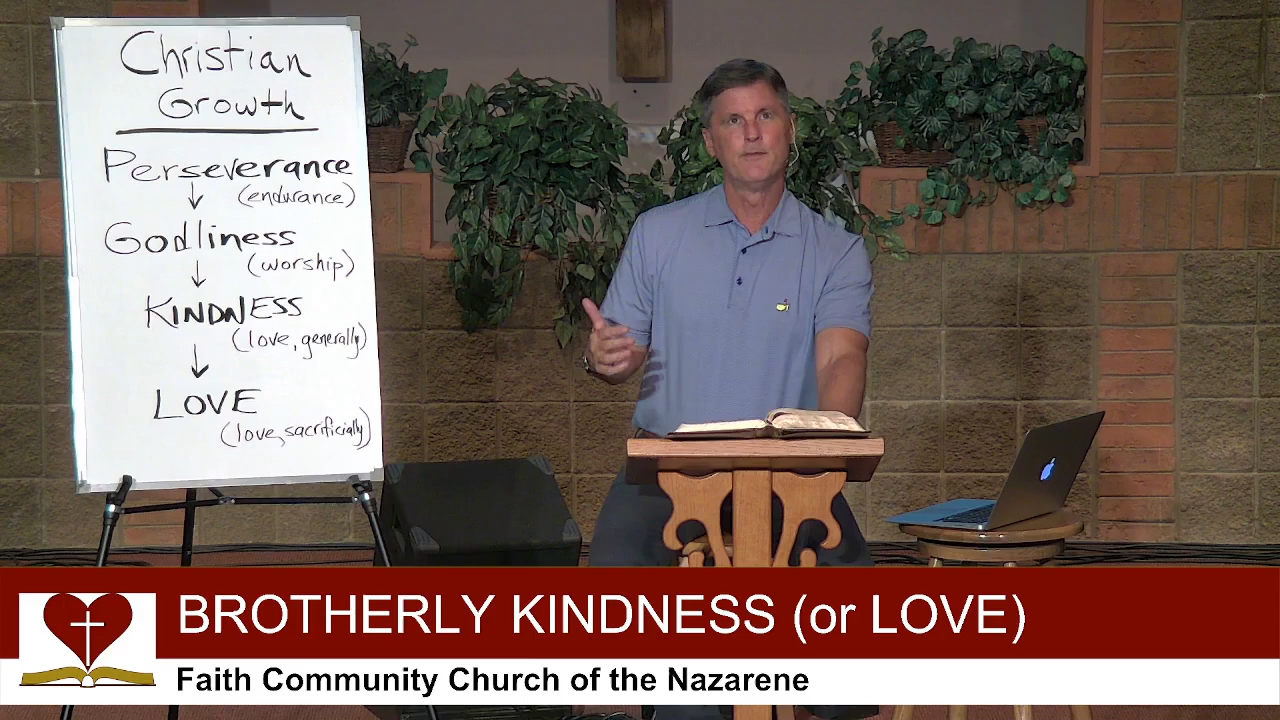 Christian
Growth
Perseverance
(endurance)
Godliness
(worship)
KINDNESS
(love, generally)
LOVE
(love, sacrificially)
BROTHERLY KINDNESS (or LOVE)
Faith Community Church of the Nazarene